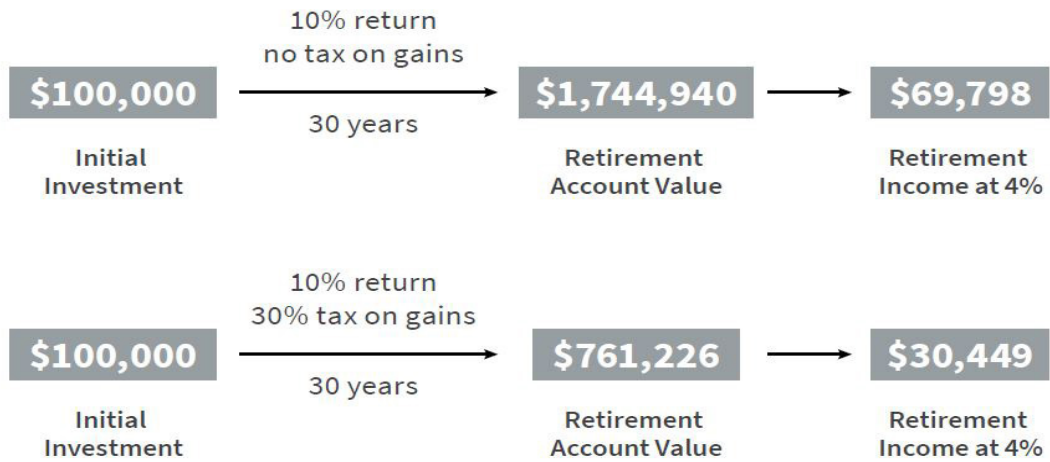 10% return
no tax on gains
$100,000
$1,744,940
$69,798
30 years
Initial
Investment
Retirement
Account Value
Retirement
Income at 4%
10% return
30% tax on gains
$100,000
$761,226
$30,449
30 years
Initial
Investment
Retirement
Account Value
Retirement
Income at 4%